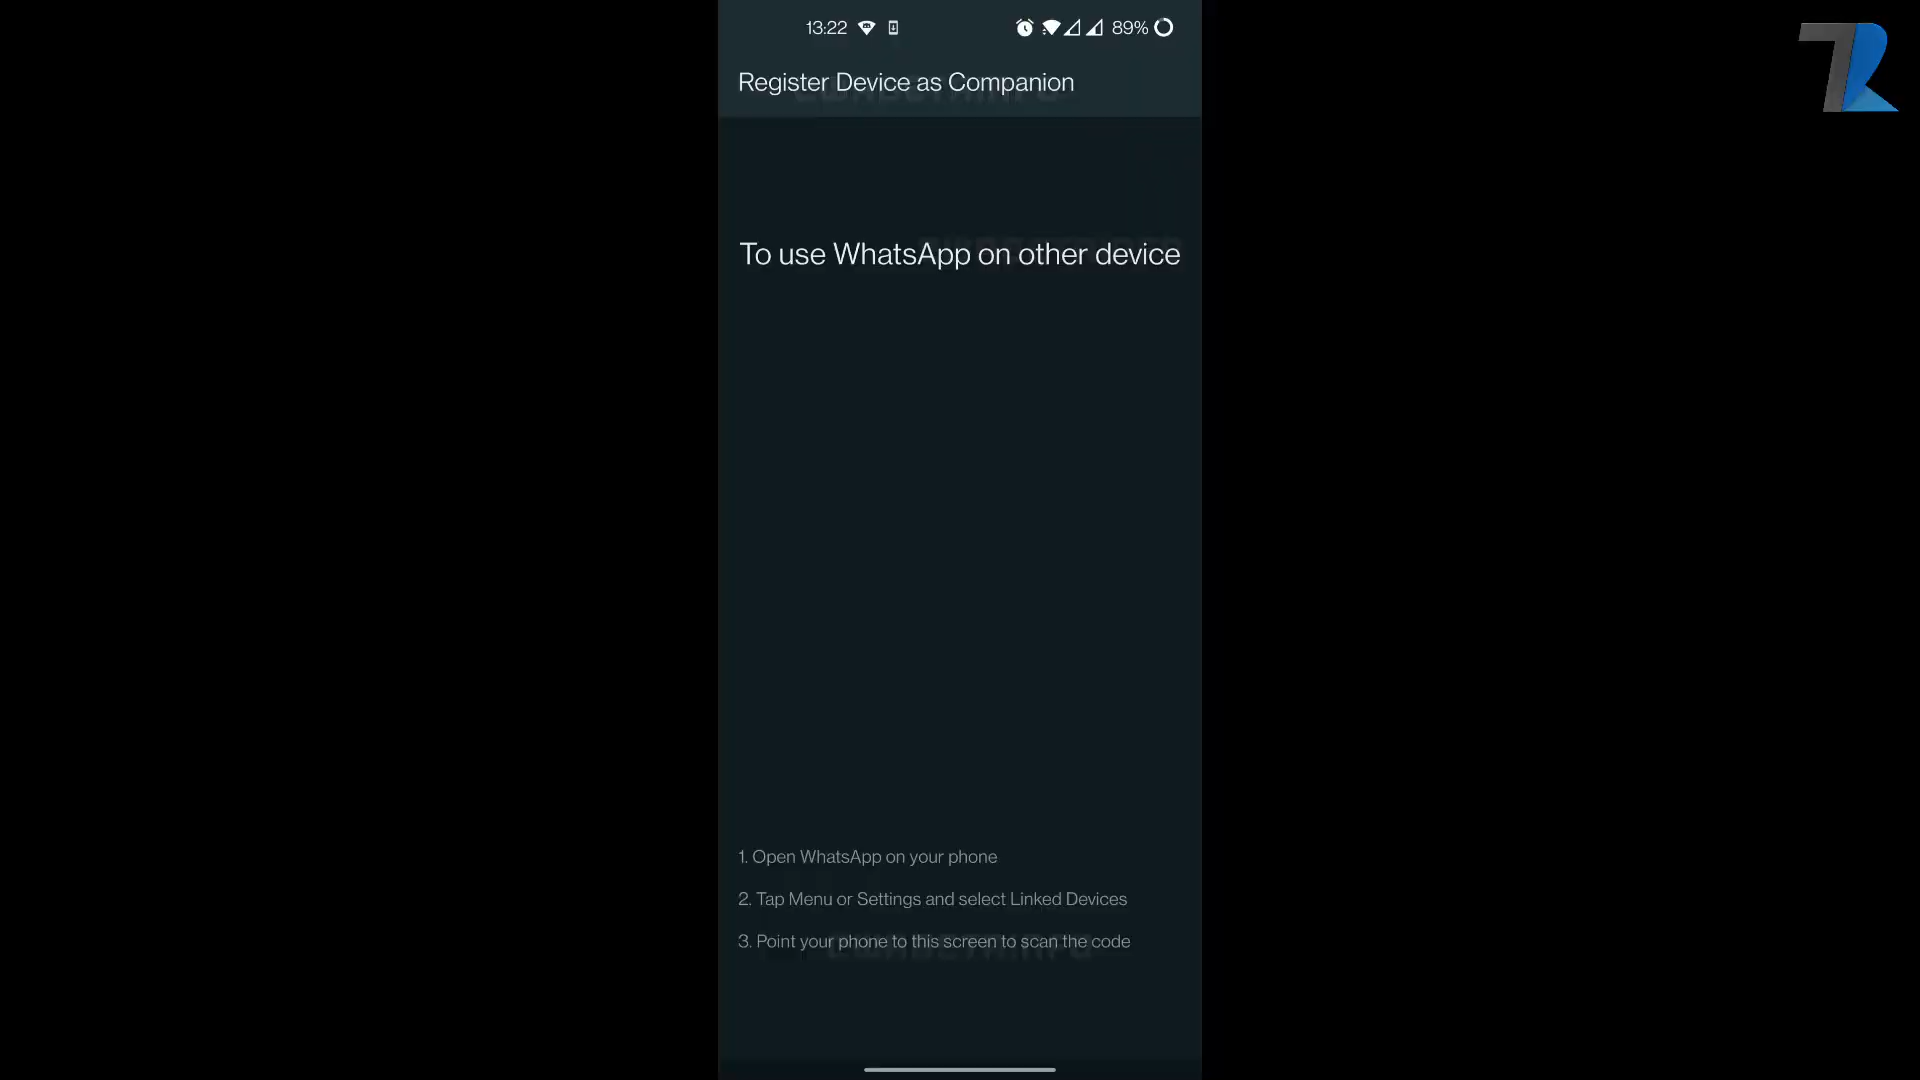 13:22
89%
Register Device as Companion
To use WhatsApp on other device
1. Open WhatsApp on your phone
2. Tap Menu or Settings and select Linked Devices
3. Point your phone to this screen to scan the code